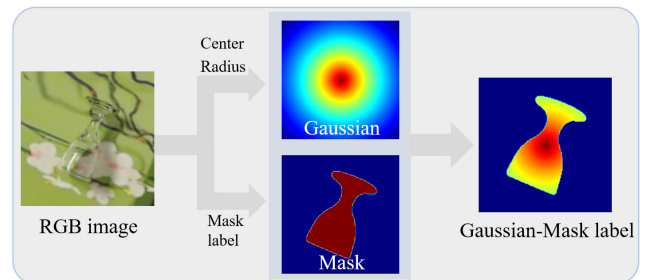 Center
Radius
Gaussian
RGB image
Mask
label
Mask
Gaussian-Mask label